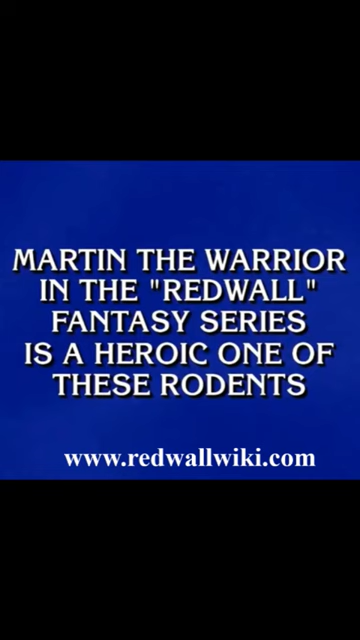 MARTIN THE WARRIOR
IN THE "REDWALL"
FANTASY SERIES
IS A HEROIC ONE OF
THESE RODENTS
www.redwallwiki.com